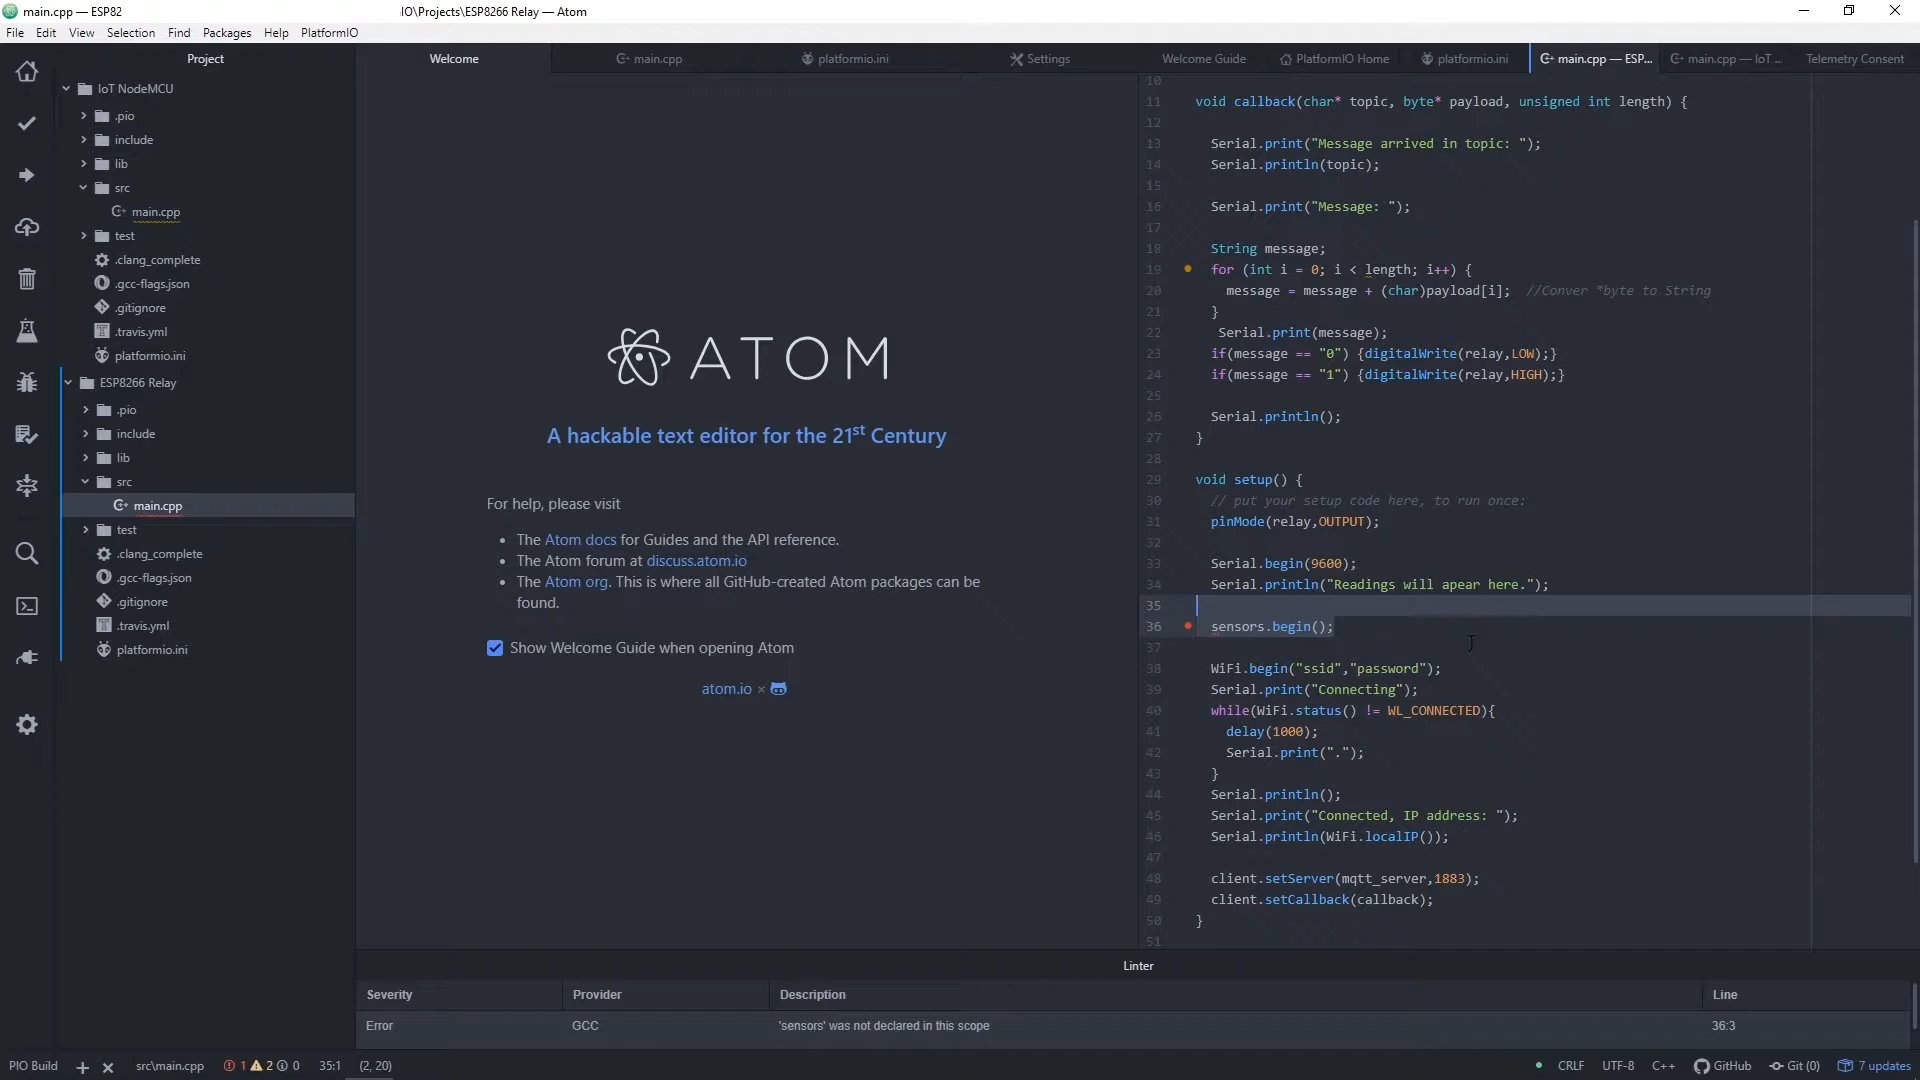 main.cpp — ESP82 IO\Projects\ESP8266 Relay — Atom
File Edit View Selection Find Packages Help PlatformIO
Project
IoT NodeMCU
.pio
include
lib
src
main.cpp
test
.clang_complete
.gcc-flags.json
.gitignore
.travis.yml
platformio.ini
ESP8266 Relay
.pio
include
lib
src
main.cpp
test
.clang_complete
.gcc-flags.json
.gitignore
.travis.yml
platformio.ini
Welcome main.cpp platformio.ini Settings
ATOM
A hackable text editor for the 21st Century
For help, please visit
• The Atom docs for Guides and the API reference.
• The Atom forum at discuss.atom.io
• The Atom org. This is where all GitHub-created Atom packages can be
found.
Show Welcome Guide when opening Atom
atom.io ×
Welcome Guide PlatformIO Home platformio.ini main.cpp — ESP... main.cpp — IoT ... Telemetry Consent
10
11 void callback(char* topic, byte* payload, unsigned int length) {
12
13 Serial.print("Message arrived in topic: ");
14 Serial.println(topic);
15
16 Serial.print("Message: ");
17
18 String message;
19 for (int i = 0; i < length; i++) {
20 message = message + (char)payload[i]; //Conver *byte to String
21 }
22 Serial.print(message);
23 if(message == "0") {digitalWrite(relay,LOW);}
24 if(message == "1") {digitalWrite(relay,HIGH);}
25
26 Serial.println();
27 }
28
29 void setup() {
30 // put your setup code here, to run once:
31 pinMode(relay,OUTPUT);
32
33 Serial.begin(9600);
34 Serial.println("Readings will apear here.");
35
36 sensors.begin();
37
38 WiFi.begin("ssid","password");
39 Serial.print("Connecting");
40 while(WiFi.status() != WL_CONNECTED){
41 delay(1000);
42 Serial.print(".");
43 }
44 Serial.println();
45 Serial.print("Connected, IP address: ");
46 Serial.println(WiFi.localIP());
47
48 client.setServer(mqtt_server,1883);
49 client.setCallback(callback);
50 }
51
Linter
Severity Provider Description Line
Error GCC 'sensors' was not declared in this scope 36:3
PIO Build src\main.cpp 1 2 0 35:1 (2, 20) CRLF UTF-8 C++ GitHub Git (0) 7 updates